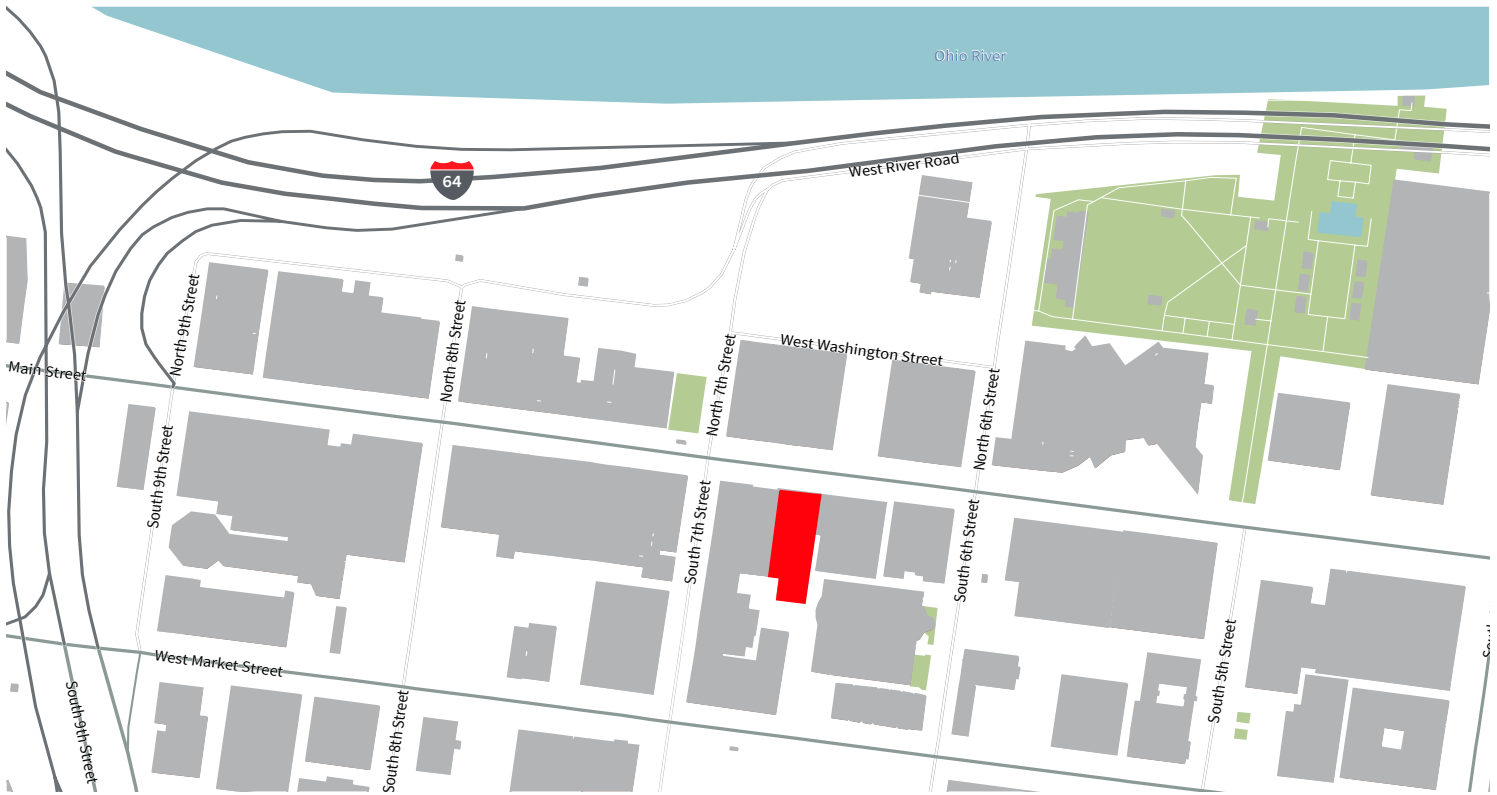 Ohio River
64
West River Road
North 9th Street
North 8th Street
North 7th Street
West Washington Street
Main Street
North 6th Street
South 9th Street
South 7th Street
South 6th Street
West Market Street
South 5th Street
South 9th Street
South 8th Street